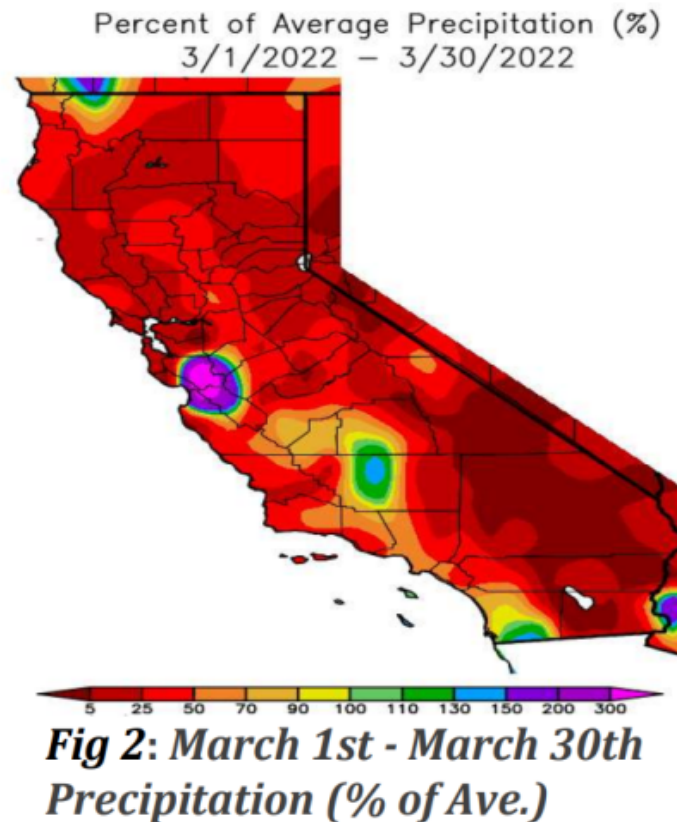 Percent of Average Precipitation (%)
3/1/2022 – 3/30/2022
5 25 50 70 90 100 110 130 150 200 300
Fig 2: March 1st - March 30th
Precipitation (% of Ave.)